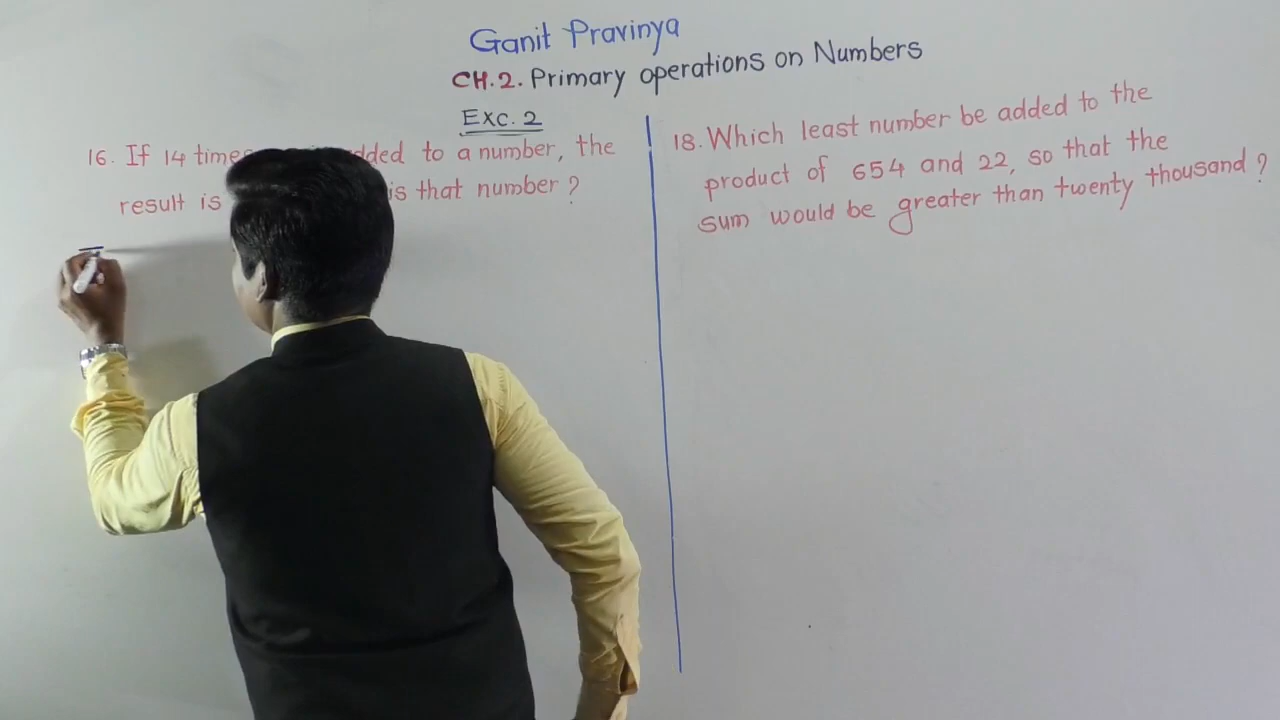 Ganit Pravinya
CH.2. Primary operations on Numbers
Exc. 2
16. If 14 times added to a number, the
result is is that number ?
18. Which least number be added to the
product of 654 and 22, so that the
sum would be greater than twenty thousand ?